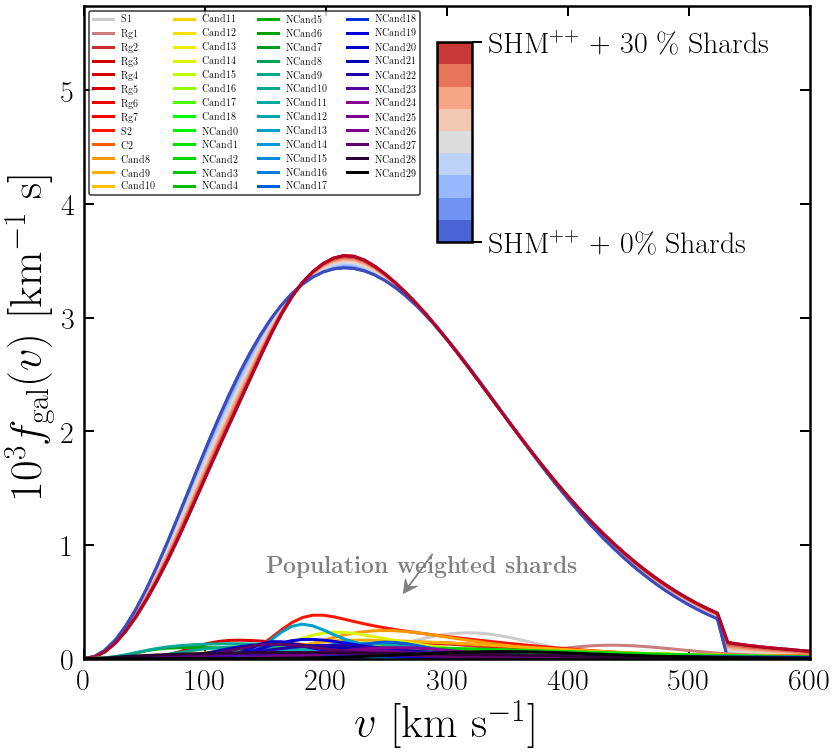 S1
Rg1
Rg2
Rg3
Rg4
Rg5
Rg6
Rg7
S2
C2
Cand8
Cand9
Cand10
Cand11
Cand12
Cand13
Cand14
Cand15
Cand16
Cand17
Cand18
NCand0
NCand1
NCand2
NCand3
NCand4
NCand5
NCand6
NCand7
NCand8
NCand9
NCand10
NCand11
NCand12
NCand13
NCand14
NCand15
NCand16
NCand17
NCand18
NCand19
NCand20
NCand21
NCand22
NCand23
NCand24
NCand25
NCand26
NCand27
NCand28
NCand29
SHM⁺⁺ + 30 % Shards
SHM⁺⁺ + 0% Shards
Population weighted shards
10³f_gal(v) [km⁻¹ s]
5
4
3
2
1
0
0 100 200 300 400 500 600
v [km s⁻¹]